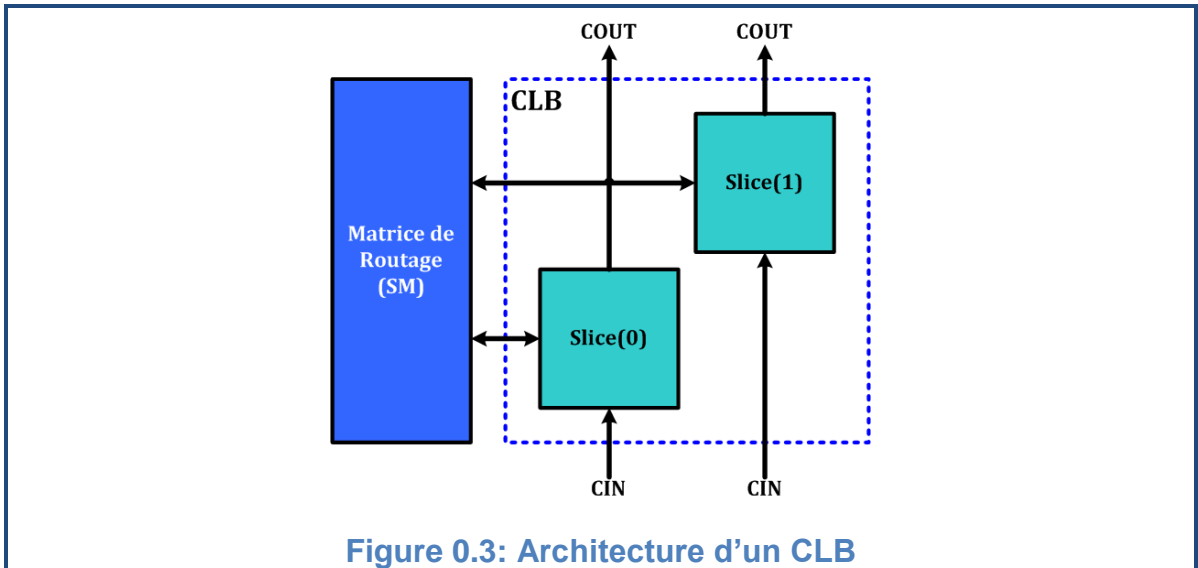 COUT
COUT
CLB
Slice(1)
Matrice de
Routage
(SM)
Slice(0)
CIN
CIN
Figure 0.3: Architecture d’un CLB